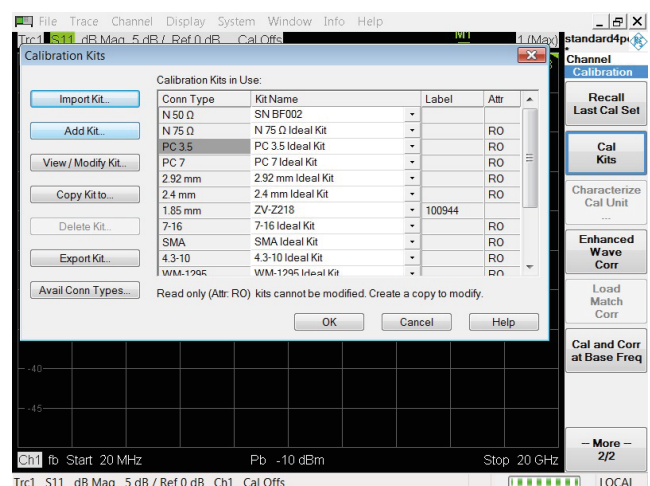 File Trace Channel Display System Window Info Help
Trc1 S11 dB Mag 5 dB / Ref 0 dB Cal Offs M1 1 (Max)
standard4p
Calibration Kits
Channel
Calibration
Calibration Kits in Use:
Conn Type Kit Name Label Attr
N 50 Ω SN BF002
N 75 Ω N 75 Ω Ideal Kit RO
PC 3.5 PC 3.5 Ideal Kit RO
PC 7 PC 7 Ideal Kit RO
2.92 mm 2.92 mm Ideal Kit RO
2.4 mm 2.4 mm Ideal Kit RO
1.85 mm ZV-Z218 100944
7-16 7-16 Ideal Kit RO
SMA SMA Ideal Kit RO
4.3-10 4.3-10 Ideal Kit RO
WM-1295 WM-1295 Ideal Kit RO
Import Kit...
Add Kit...
View / Modify Kit...
Copy Kit to...
Delete Kit...
Export Kit...
Avail Conn Types...
Read only (Attr: RO) kits cannot be modified. Create a copy to modify.
OK Cancel Help
Recall
Last Cal Set
Cal
Kits
Characterize
Cal Unit
...
Enhanced
Wave
Corr
Load
Match
Corr
Cal and Corr
at Base Freq
– More –
2/2
-40
-45
Ch1 fb Start 20 MHz Pb -10 dBm Stop 20 GHz
Trc1 S11 dB Mag 5 dB / Ref 0 dB Ch1 Cal Offs LOCAL